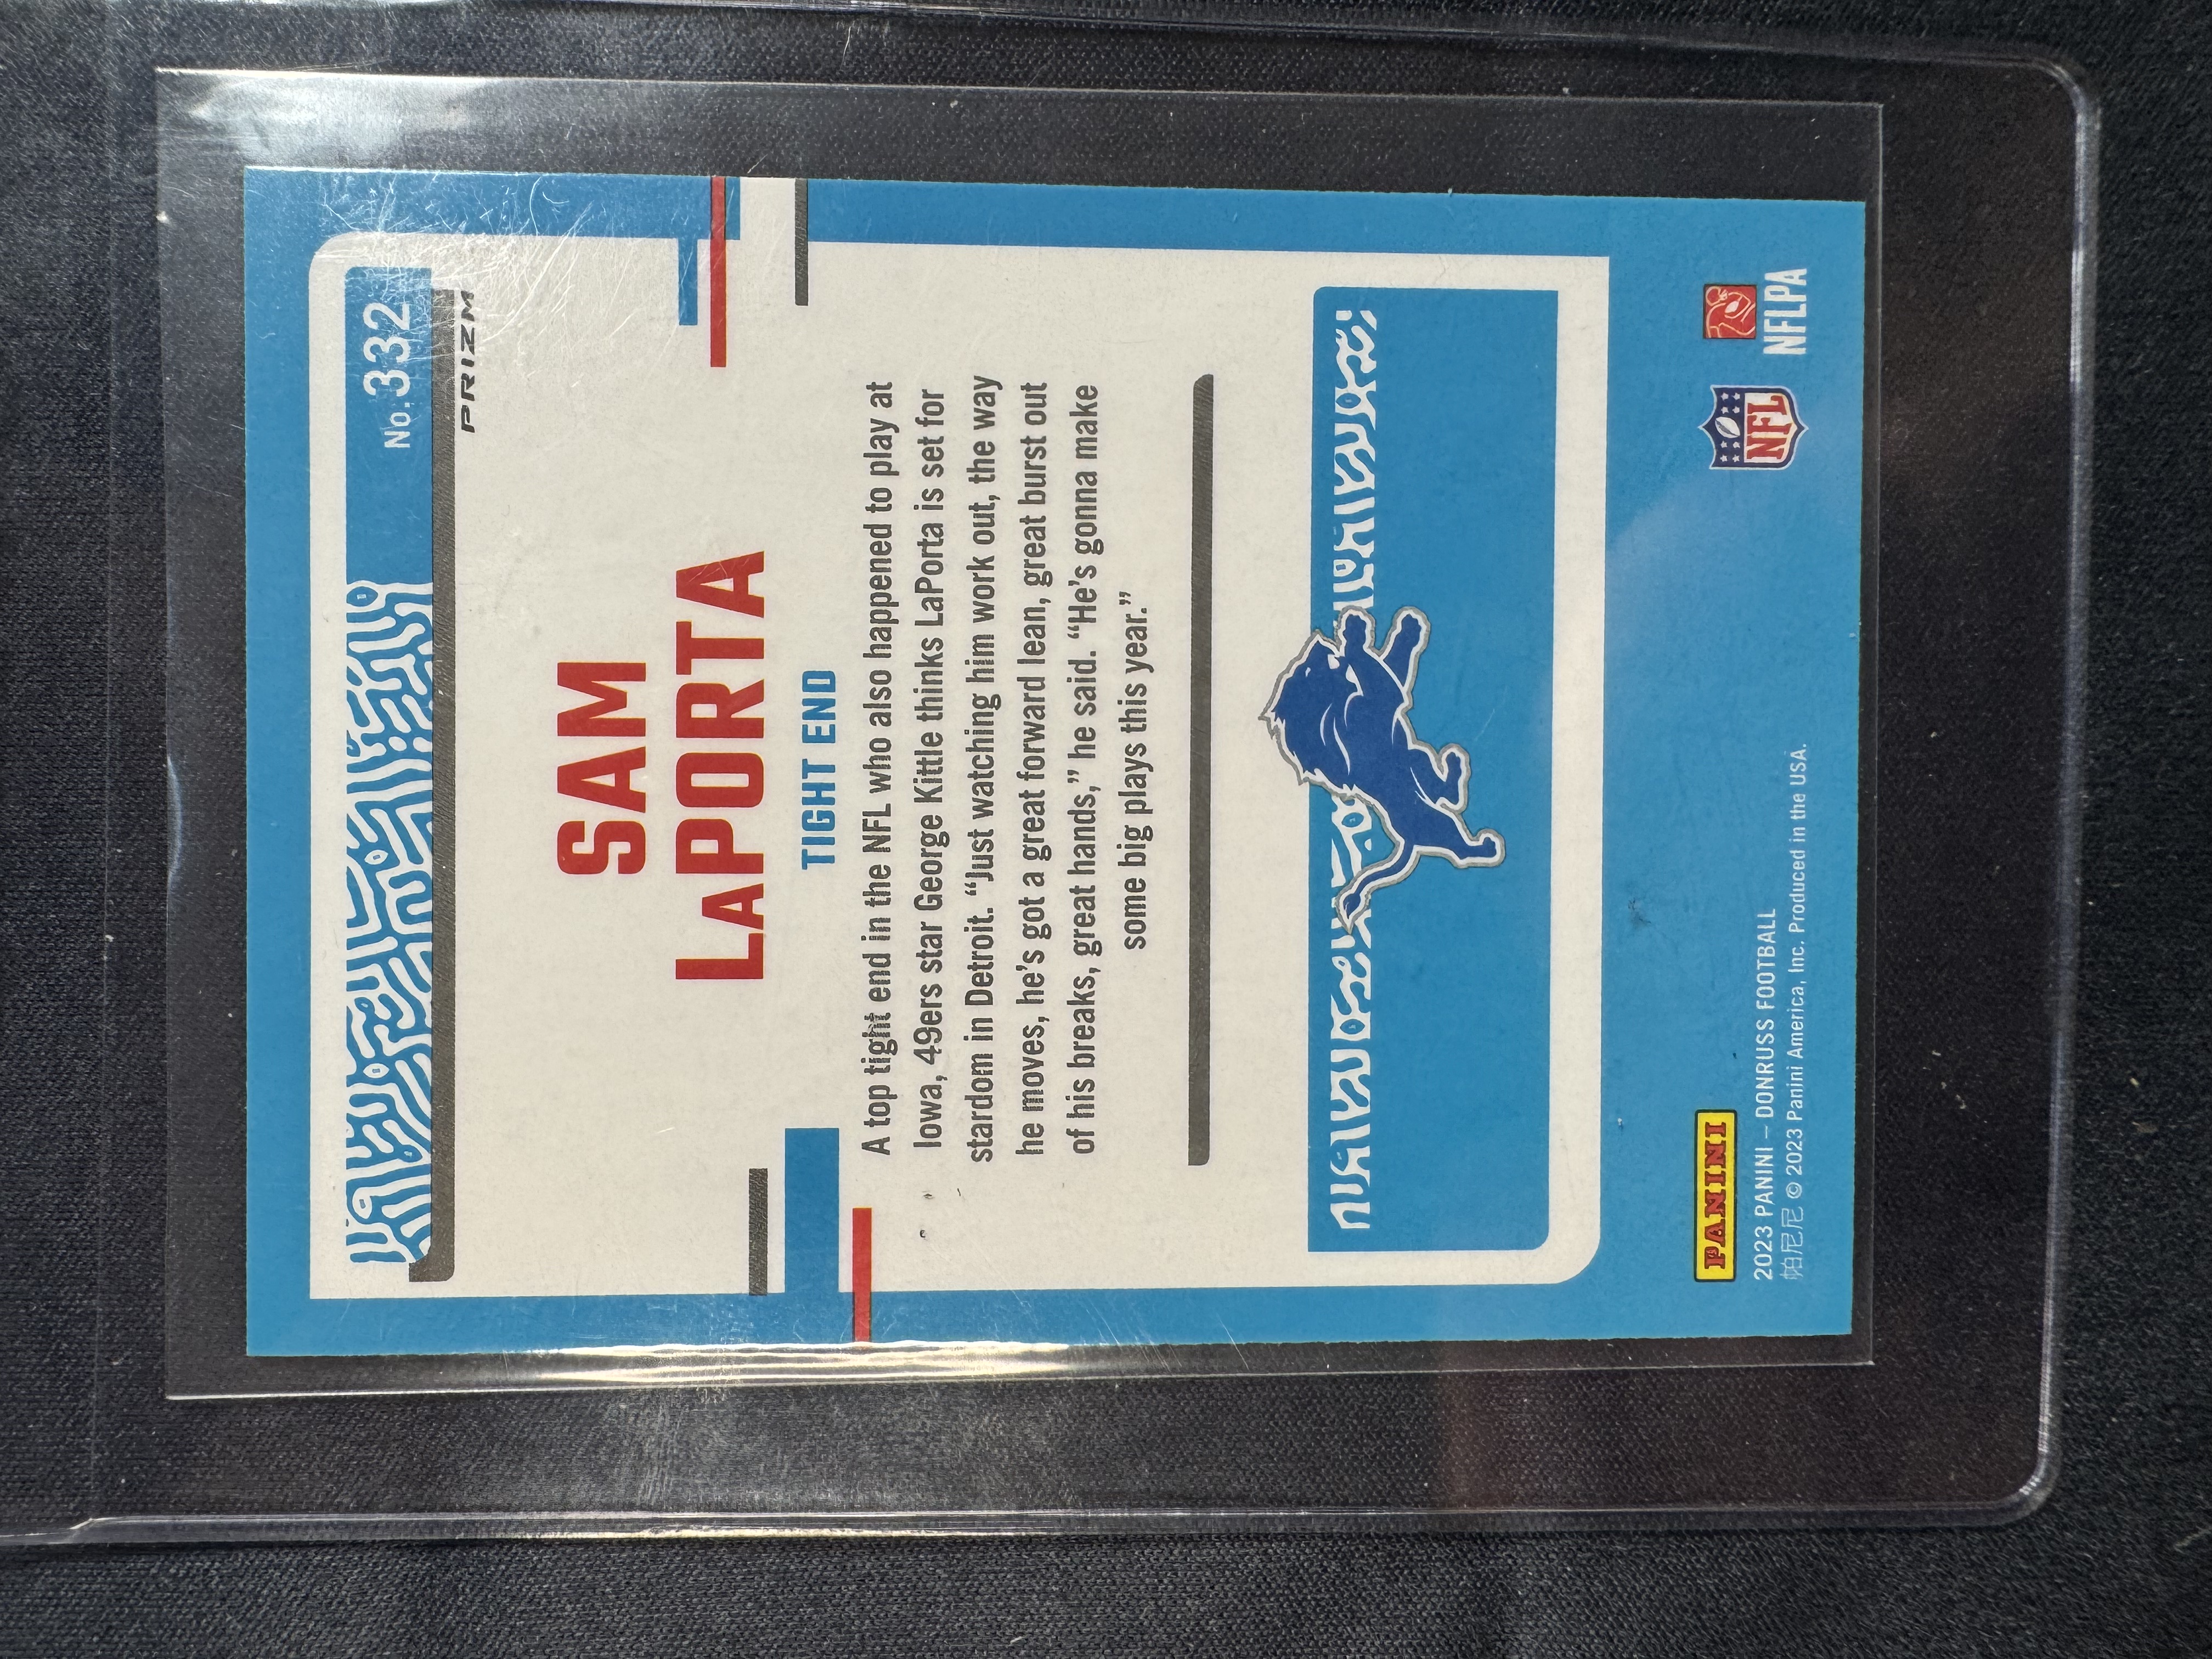 No.332
PRIZM
SAM
LaPORTA
TIGHT END
A top tight end in the NFL who also happened to play at
Iowa, 49ers star George Kittle thinks LaPorta is set for
stardom in Detroit. “Just watching him work out, the way
he moves, he’s got a great forward lean, great burst out
of his breaks, great hands,” he said. “He’s gonna make
some big plays this year.”
PANINI
2023 PANINI – DONRUSS FOOTBALL
帕尼尼 © 2023 Panini America, Inc. Produced in the USA.
NFL
NFLPA